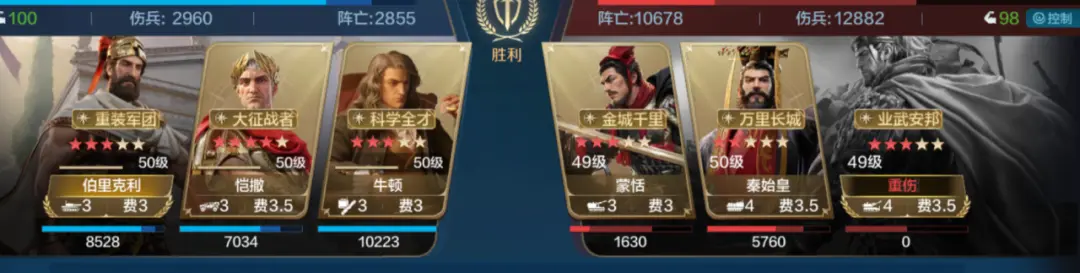 100 伤兵: 2960 阵亡:2855 阵亡:10678 伤兵:12882 98 控制
胜利
重装军团 大征战者 科学全才 金城千里 万里长城 业武安邦
50级 50级 50级 49级 50级 49级
伯里克利 恺撒 牛顿 蒙恬 秦始皇 重伤
3 费3 3 费3.5 3 费3 3 费3 4 费3.5 4 费3.5
8528 7034 10223 1630 5760 0